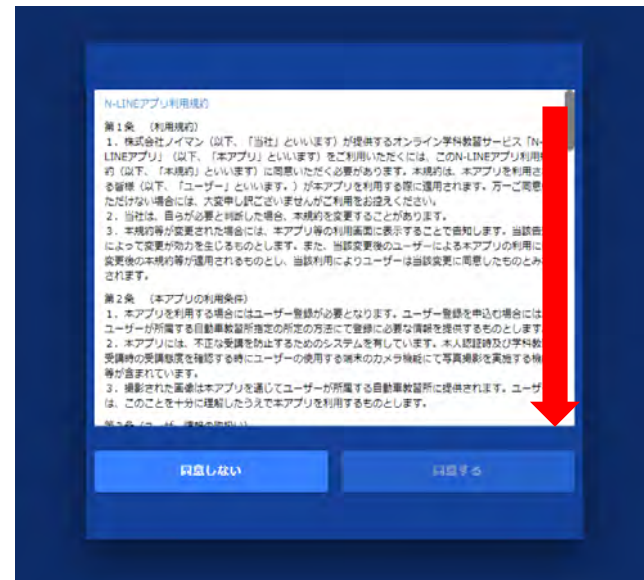 N-LINEアプリ利用規約
第1条 （利用規約）
1．株式会社ノイマン（以下、「当社」といいます）が提供するオンライン学科教習サービス「N-
LINEアプリ」（以下、「本アプリ」といいます）をご利用いただくには、このN-LINEアプリ利用規
約（以下、「本規約」といいます）に同意いただく必要があります。本規約は、本アプリを利用さ
る皆様（以下、「ユーザー」といいます。）が本アプリを利用する際に適用されます。万一ご同意
ただけない場合には、大変申し訳ございませんがご利用をお控えください。
2．当社は、自らが必要と判断した場合、本規約を変更することがあります。
3．本規約等が変更された場合には、本アプリ等の利用画面に表示することで告知します。当該告
によって変更が効力を生じるものとします。また、当該変更後のユーザーによる本アプリの利用に
変更後の本規約等が適用されるものとし、当該利用によりユーザーは当該変更に同意したものとみ
されます。
第2条 （本アプリの利用条件）
1．本アプリを利用する場合にはユーザー登録が必要となります。ユーザー登録を申込む場合には
ユーザーが所属する自動車教習所指定の所定の方法にて登録に必要な情報を提供するものとします
2．本アプリには、不正な受講を防止するためのシステムを有しています。本人認証時及び学科教
受講時の受講態度を確認する時にユーザーの使用する端末のカメラ機能にて写真撮影を実施する機
等が含まれています。
3．撮影された画像は本アプリを通じてユーザーが所属する自動車教習所に提供されます。ユーザ
は、このことを十分に理解したうえで本アプリを利用するものとします。
同意しない
同意する